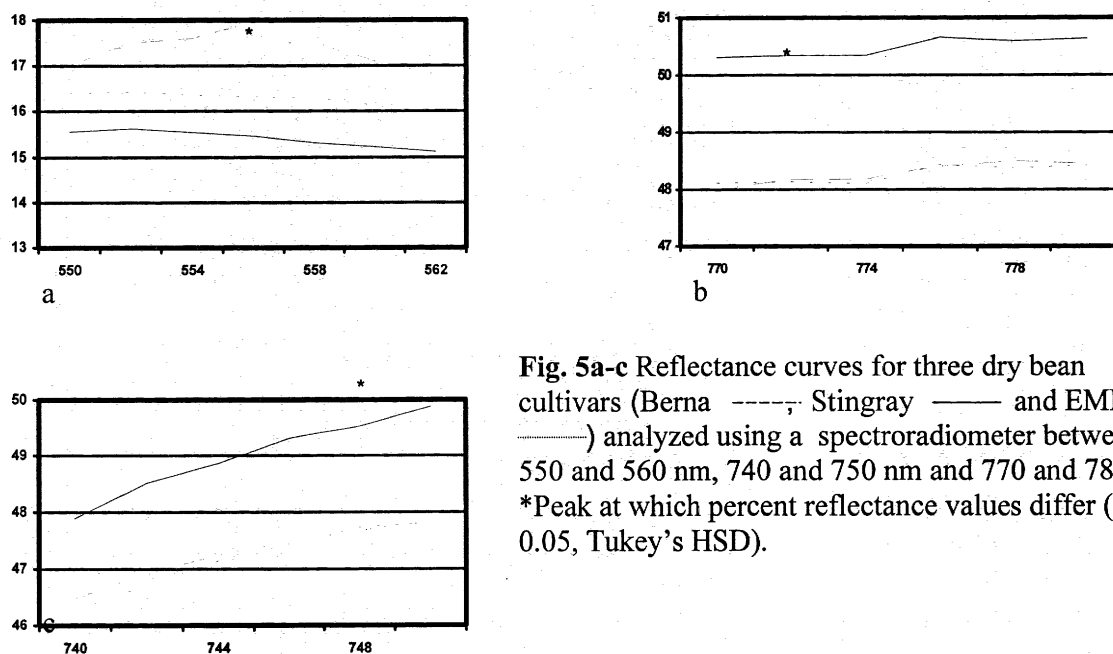 18
17
16
15
14
13
*
550 554 558 562
a
51
50
49
48
47
*
770 774 778
b
*
50
49
48
47
46
740 744 748
c
Fig. 5a-c Reflectance curves for three dry bean
cultivars (Berna -----, Stingray —— and EMP
..........) analyzed using a spectroradiometer betwe
550 and 560 nm, 740 and 750 nm and 770 and 78
*Peak at which percent reflectance values differ (
0.05, Tukey's HSD).